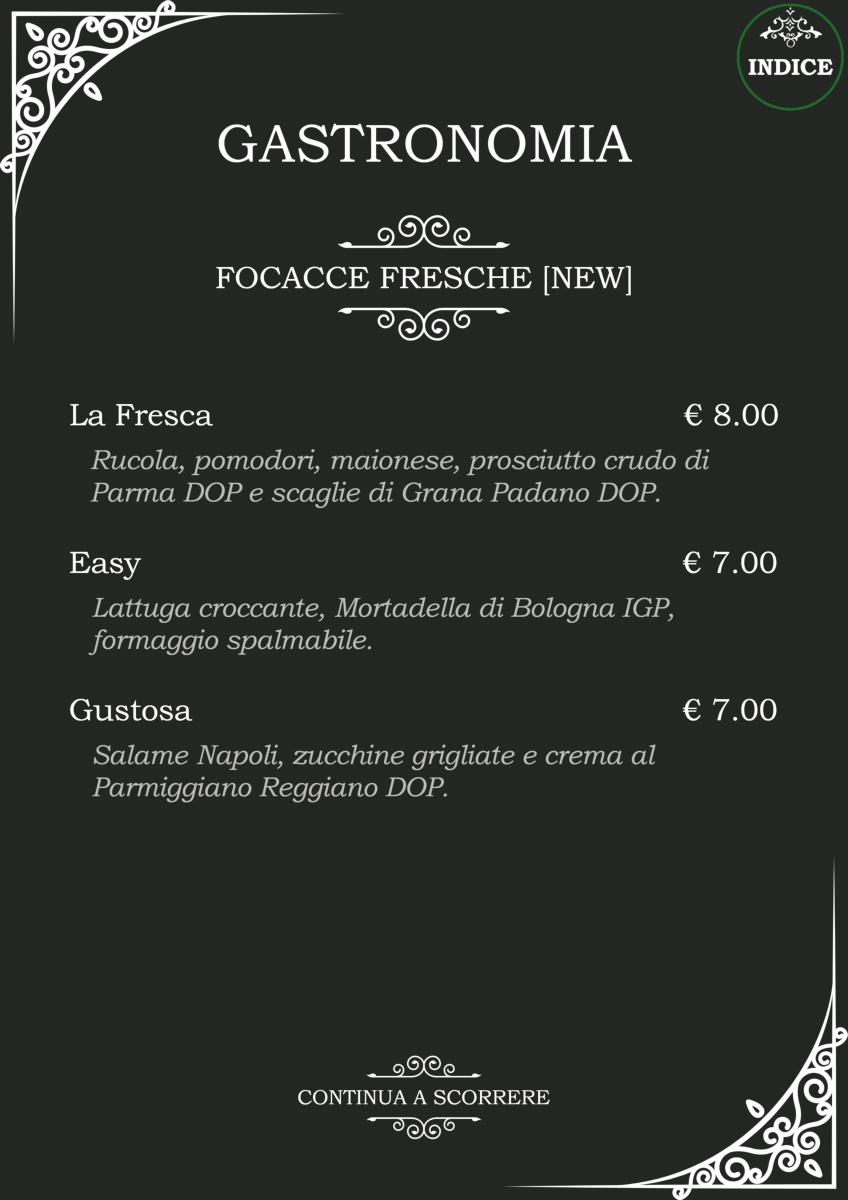 INDICE
GASTRONOMIA
FOCACCE FRESCHE [NEW]
La Fresca € 8.00
Rucola, pomodori, maionese, prosciutto crudo di
Parma DOP e scaglie di Grana Padano DOP.
Easy € 7.00
Lattuga croccante, Mortadella di Bologna IGP,
formaggio spalmabile.
Gustosa € 7.00
Salame Napoli, zucchine grigliate e crema al
Parmiggiano Reggiano DOP.
CONTINUA A SCORRERE